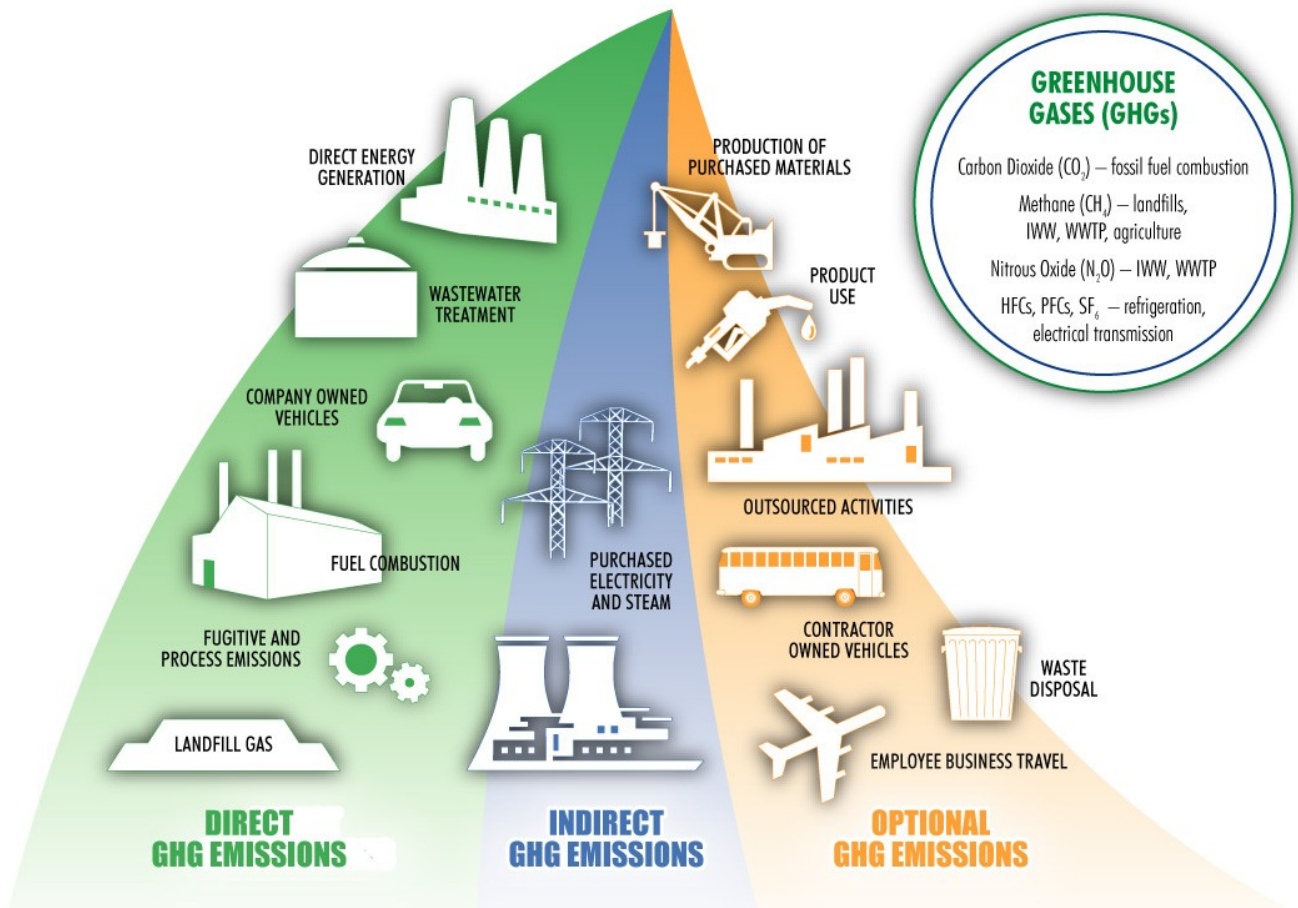 GREENHOUSE
GASES (GHGs)
Carbon Dioxide (CO₂) – fossil fuel combustion
Methane (CH₄) – landfills,
IWW, WWTP, agriculture
Nitrous Oxide (N₂O) – IWW, WWTP
HFCs, PFCs, SF₆ – refrigeration,
electrical transmission
DIRECT ENERGY
GENERATION
WASTEWATER
TREATMENT
COMPANY OWNED
VEHICLES
FUEL COMBUSTION
FUGITIVE AND
PROCESS EMISSIONS
LANDFILL GAS
DIRECT
GHG EMISSIONS
PURCHASED
ELECTRICITY
AND STEAM
INDIRECT
GHG EMISSIONS
PRODUCTION OF
PURCHASED MATERIALS
PRODUCT
USE
OUTSOURCED ACTIVITIES
CONTRACTOR
OWNED VEHICLES
WASTE
DISPOSAL
EMPLOYEE BUSINESS TRAVEL
OPTIONAL
GHG EMISSIONS